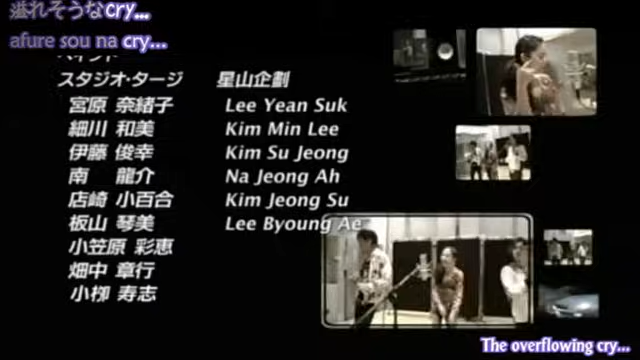 溢れそうなcry...
afure sou na cry...
ペイント
スタジオ・タージ 星山企劃
宮原 奈緒子 Lee Yean Suk
細川 和美 Kim Min Lee
伊藤 俊幸 Kim Su Jeong
南 龍介 Na Jeong Ah
店崎 小百合 Kim Jeong Su
板山 琴美 Lee Byoung Ae
小笠原 彩恵
畑中 章行
小栁 寿志
The overflowing cry...